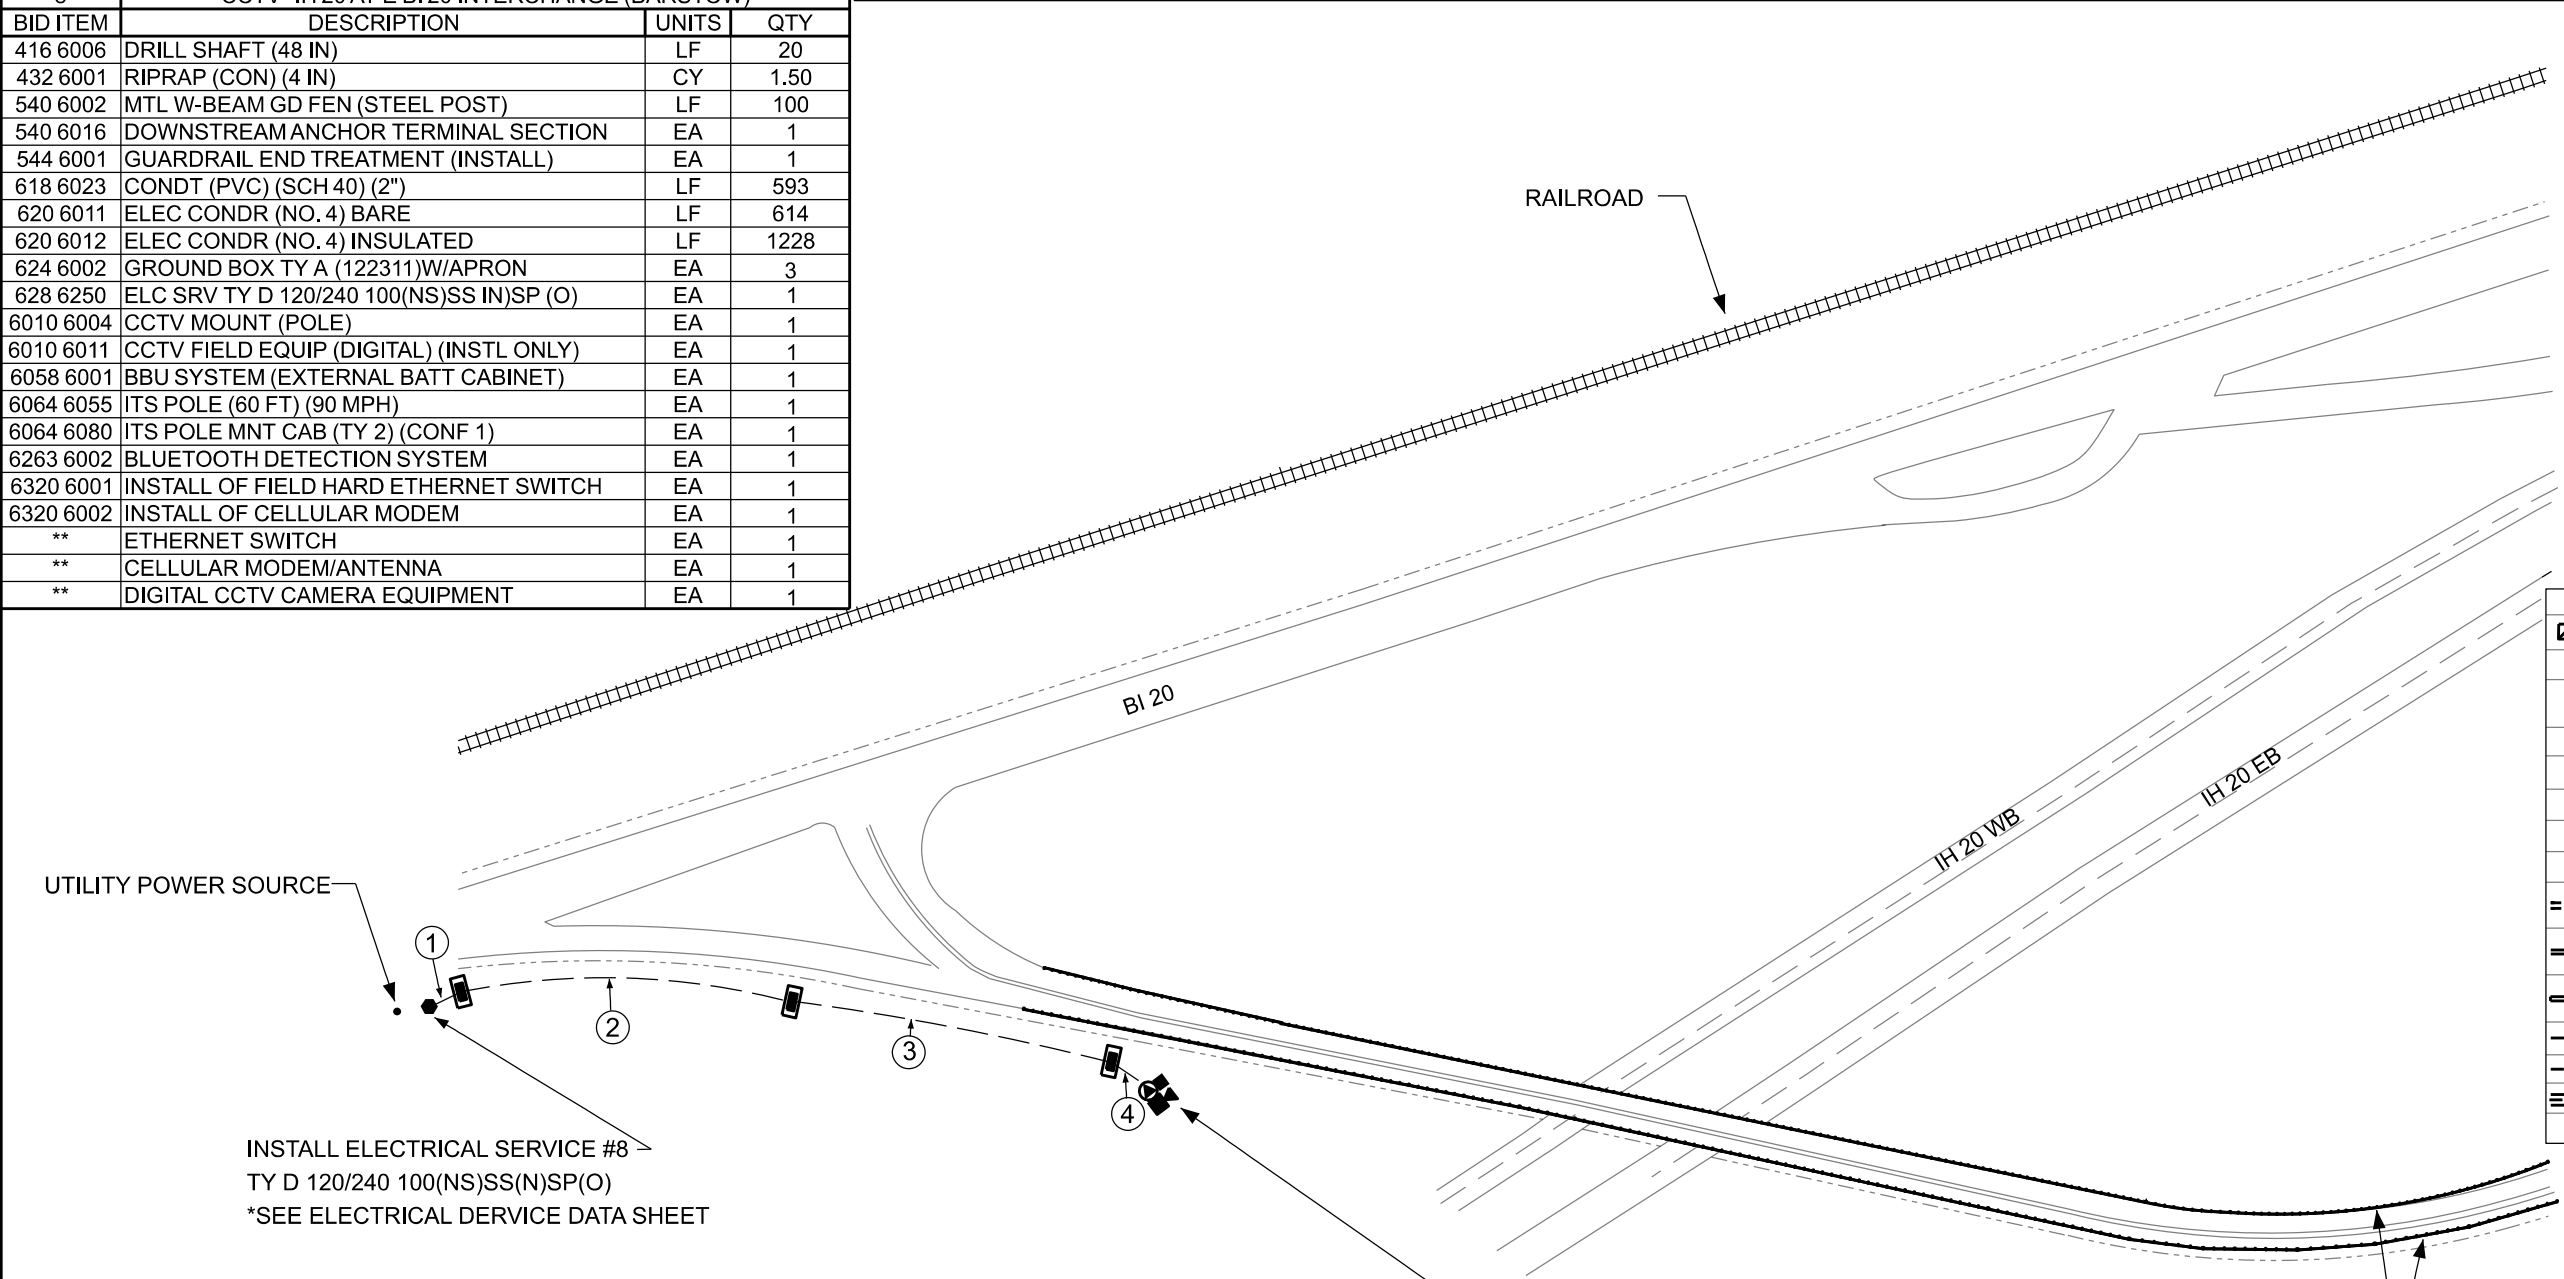 BID ITEM DESCRIPTION UNITS QTY
416 6006 DRILL SHAFT (48 IN) LF 20
432 6001 RIPRAP (CON) (4 IN) CY 1.50
540 6002 MTL W-BEAM GD FEN (STEEL POST) LF 100
540 6016 DOWNSTREAM ANCHOR TERMINAL SECTION EA 1
544 6001 GUARDRAIL END TREATMENT (INSTALL) EA 1
618 6023 CONDT (PVC) (SCH 40) (2") LF 593
620 6011 ELEC CONDR (NO. 4) BARE LF 614
620 6012 ELEC CONDR (NO. 4) INSULATED LF 1228
624 6002 GROUND BOX TY A (122311)W/APRON EA 3
628 6250 ELC SRV TY D 120/240 100(NS)SS IN)SP (O) EA 1
6010 6004 CCTV MOUNT (POLE) EA 1
6010 6011 CCTV FIELD EQUIP (DIGITAL) (INSTL ONLY) EA 1
6058 6001 BBU SYSTEM (EXTERNAL BATT CABINET) EA 1
6064 6055 ITS POLE (60 FT) (90 MPH) EA 1
6064 6080 ITS POLE MNT CAB (TY 2) (CONF 1) EA 1
6263 6002 BLUETOOTH DETECTION SYSTEM EA 1
6320 6001 INSTALL OF FIELD HARD ETHERNET SWITCH EA 1
6320 6002 INSTALL OF CELLULAR MODEM EA 1
** ETHERNET SWITCH EA 1
** CELLULAR MODEM/ANTENNA EA 1
** DIGITAL CCTV CAMERA EQUIPMENT EA 1
RAILROAD
BI 20
IH 20 WB
IH 20 EB
UTILITY POWER SOURCE
1
2
3
4
INSTALL ELECTRICAL SERVICE #8
TY D 120/240 100(NS)SS(N)SP(O)
*SEE ELECTRICAL DERVICE DATA SHEET